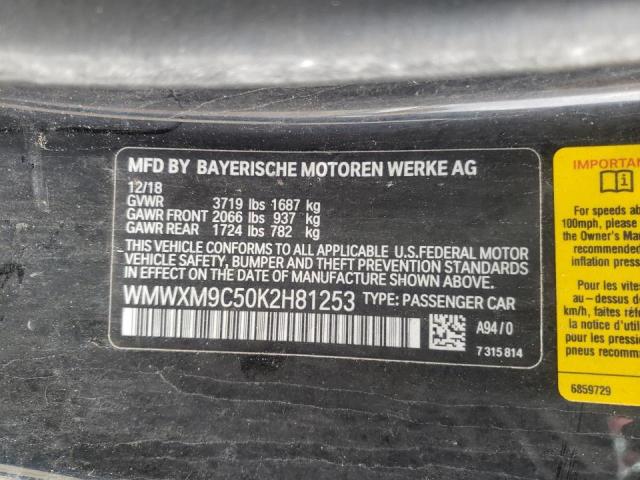 MFD BY BAYERISCHE MOTOREN WERKE AG
12/18
GVWR 3719 lbs 1687 kg
GAWR FRONT 2066 lbs 937 kg
GAWR REAR 1724 lbs 782 kg
THIS VEHICLE CONFORMS TO ALL APPLICABLE U.S.FEDERAL MOTOR
VEHICLE SAFETY, BUMPER AND THEFT PREVENTION STANDARDS
IN EFFECT ON THE DATE OF MANUFACTURE SHOWN ABOVE.
WMWXM9C50K2H81253 TYPE: PASSENGER CAR
A94/0
7 315 814
IMPORTAN
For speeds ab
100mph, please
the Owner's Man
recommended
inflation press
Pour les vites
au-dessus de
km/h, faites réfé
la notice d'util
pour les pressi
pneus recomm
6859729